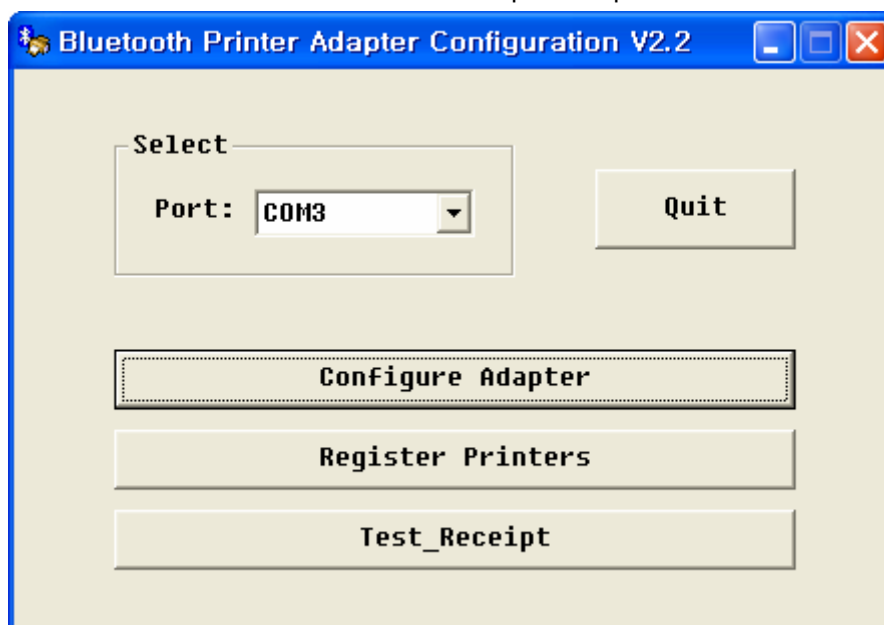 Bluetooth Printer Adapter Configuration V2.2
Select
Port: COM3
Quit
Configure Adapter
Register Printers
Test_Receipt